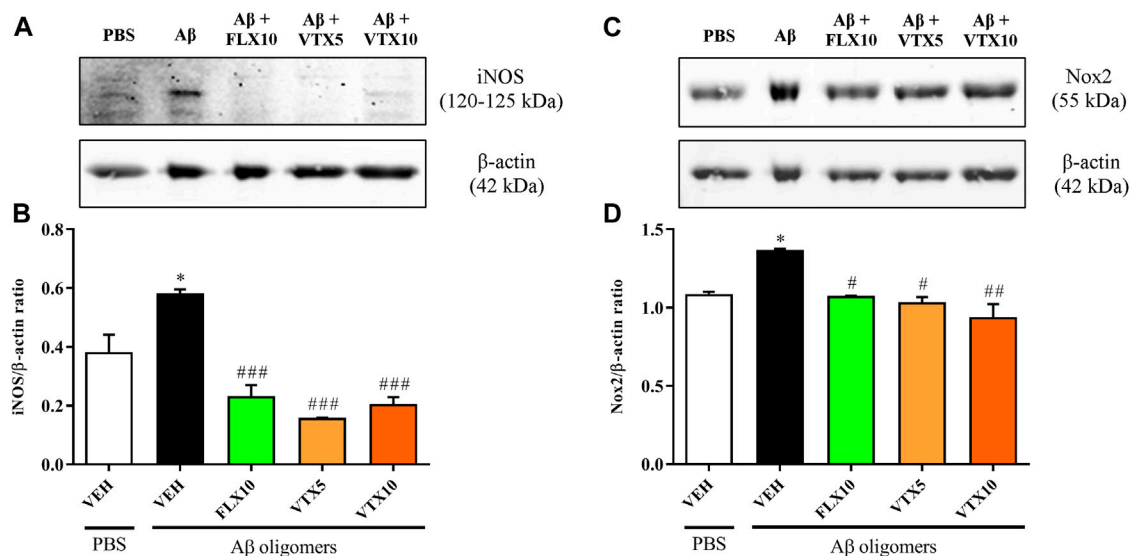 A
PBS
Aβ
Aβ +
FLX10
Aβ +
VTX5
Aβ +
VTX10
iNOS
(120-125 kDa)
β-actin
(42 kDa)
B
0.8
0.6
0.4
0.2
0.0
iNOS/β-actin ratio
*
###
###
###
VEH
VEH
FLX10
VTX5
VTX10
PBS
Aβ oligomers
C
PBS
Aβ
Aβ +
FLX10
Aβ +
VTX5
Aβ +
VTX10
Nox2
(55 kDa)
β-actin
(42 kDa)
D
1.5
1.0
0.5
0.0
Nox2/β-actin ratio
*
#
#
##
VEH
VEH
FLX10
VTX5
VTX10
PBS
Aβ oligomers